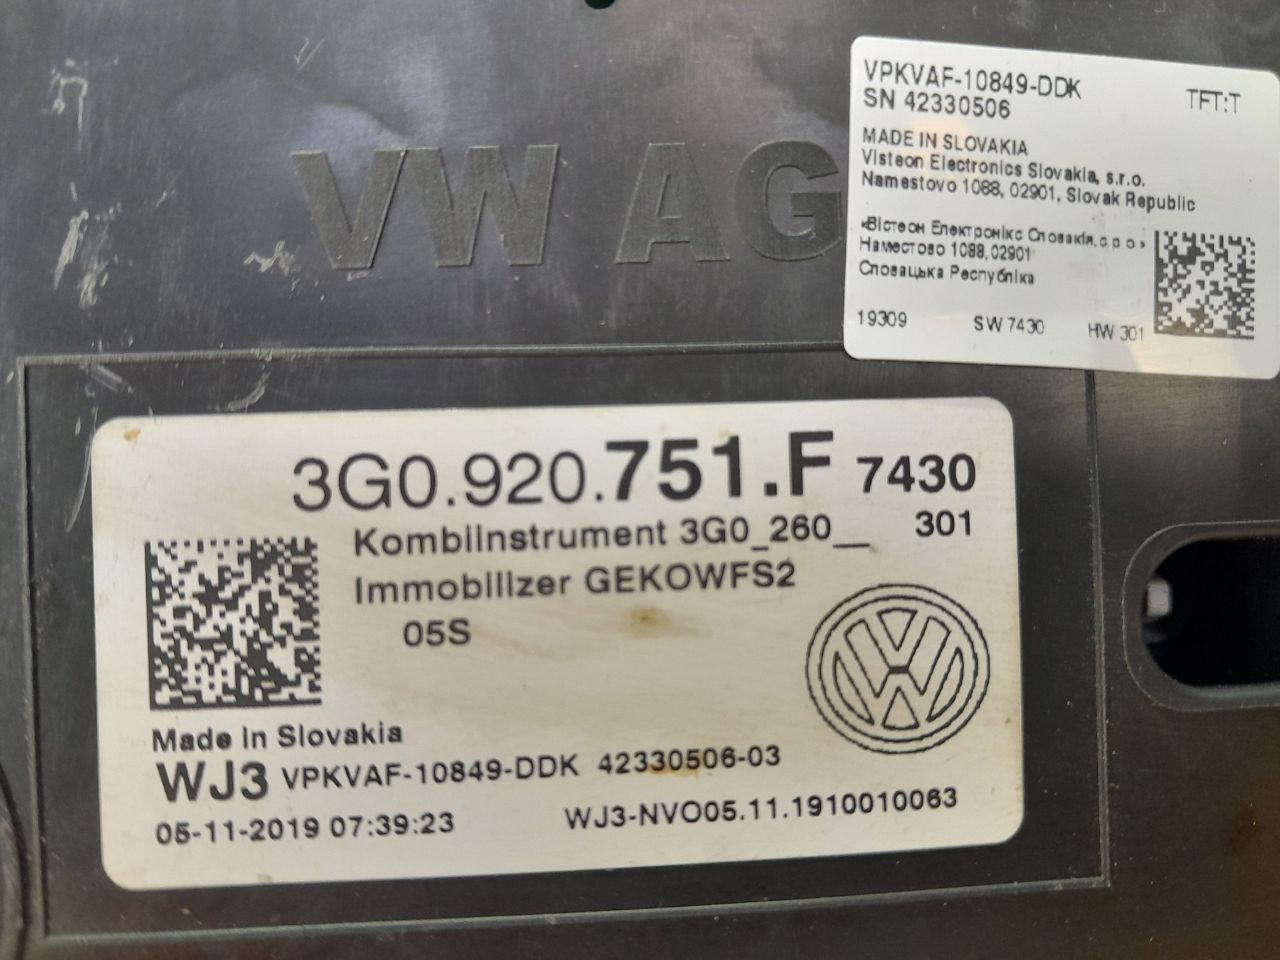 VW AG
VPKVAF-10849-DDK
TFT:T
SN 42330506
MADE IN SLOVAKIA
Visteon Electronics Slovakia, s.r.o.
Namestovo 1088, 02901, Slovak Republic
«Вістеон Електронікс Словакія, с р о »
Наместово 1088,02901
Словацька Республіка
19309 SW 7430 HW 301
3G0.920.751.F 7430
Kombiinstrument 3G0_260__ 301
Immobilizer GEKOWFS2
05S
Made in Slovakia
WJ3 VPKVAF-10849-DDK 42330506-03
05-11-2019 07:39:23 WJ3-NVO05.11.1910010063